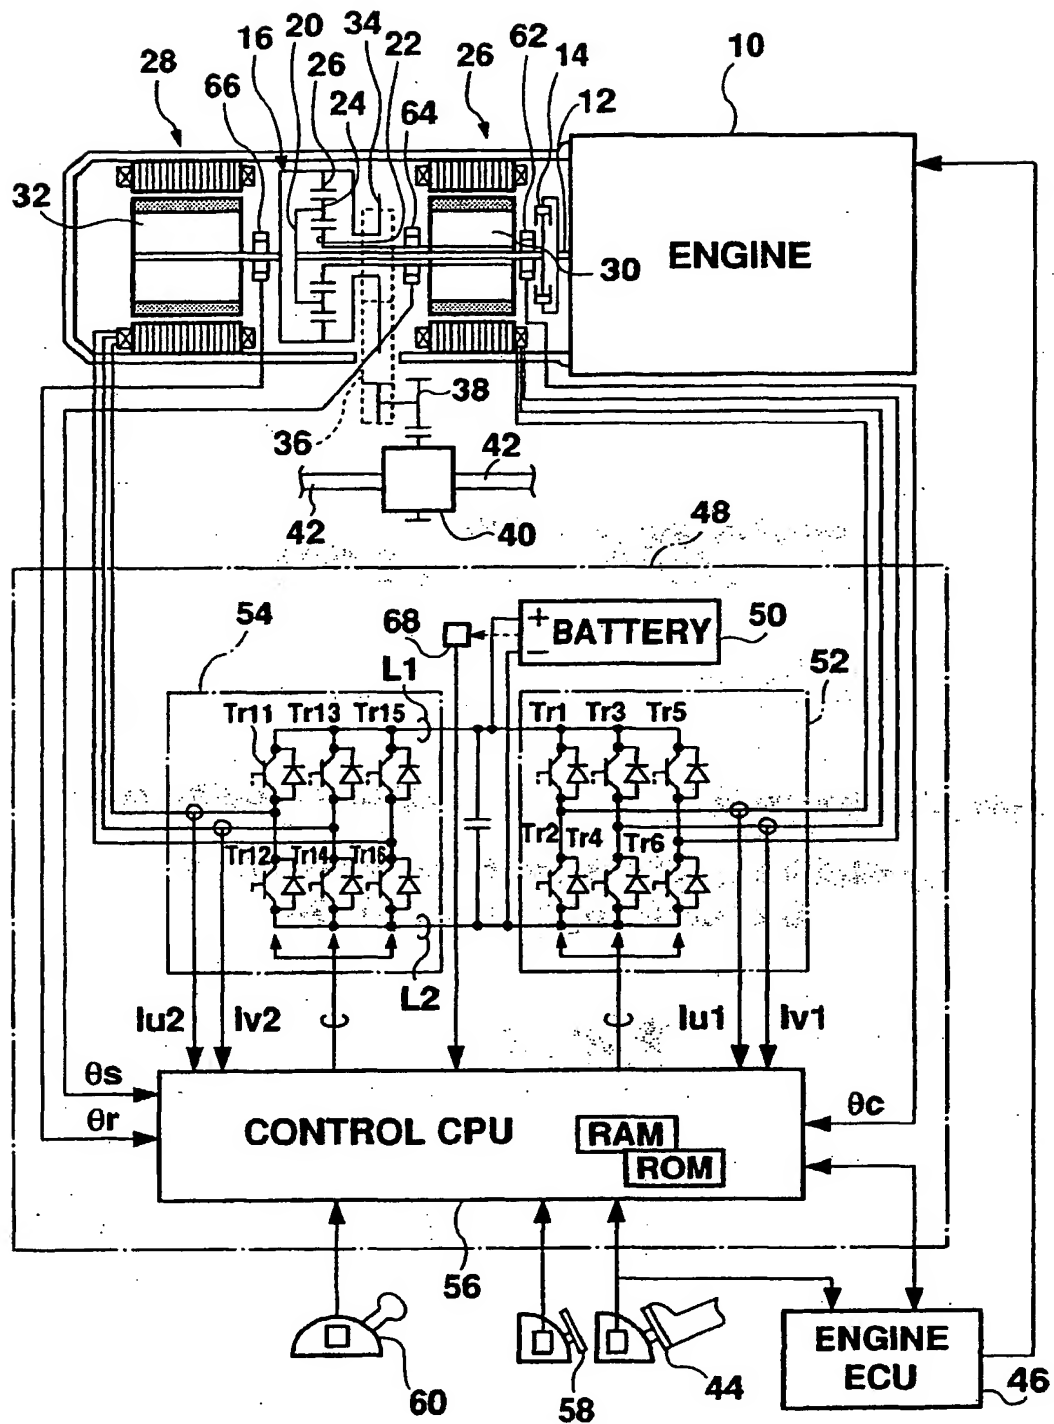 28
66
16
20
26
34
24
22
64
26
62
14
10
12
32
ENGINE
30
36
38
42
42
40
48
54
68
L1
+ BATTERY
−
50
52
Tr11
Tr13
Tr15
Tr1
Tr3
Tr5
Tr12
Tr14
Tr16
Tr2
Tr4
Tr6
L2
Iu2
Iv2
Iu1
Iv1
θs
θr
θc
CONTROL CPU
RAM
ROM
56
60
58
44
ENGINE
ECU
46